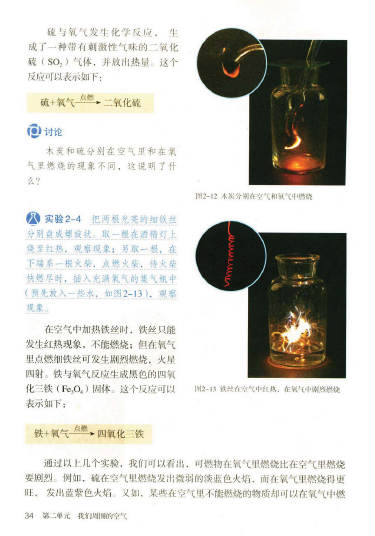 硫与氧气发生化学反应，生
成了一种带有刺激性气味的二氧化
硫（SO₂）气体，并放出热量。这个
反应可以表示如下：
硫+氧气 点燃→ 二氧化硫
讨论
木炭和硫分别在空气里和在氧
气里燃烧的现象不同，这说明了什
么？
图2-12 木炭分别在空气和氧气中燃烧
实验2-4 把两根光亮的细铁丝
分别盘成螺旋状。取一根在酒精灯上
烧至红热，观察现象；另取一根，在
下端系一根火柴，点燃火柴，待火柴
快燃尽时，插入充满氧气的集气瓶中
（预先放入一些水，如图2-13），观察
现象。
在空气中加热铁丝时，铁丝只能
发生红热现象，不能燃烧；但在氧气
里点燃细铁丝可发生剧烈燃烧，火星
四射。铁与氧气反应生成黑色的四氧
化三铁（Fe₃O₄）固体。这个反应可以
表示如下：
图2-13 铁丝在空气中红热，在氧气中剧烈燃烧
铁+氧气 点燃→ 四氧化三铁
通过以上几个实验，我们可以看出，可燃物在氧气里燃烧比在空气里燃烧
要剧烈。例如，硫在空气里燃烧发出微弱的淡蓝色火焰，而在氧气里燃烧得更
旺，发出蓝紫色火焰。又如，某些在空气里不能燃烧的物质却可以在氧气中燃
34 第二单元 我们周围的空气